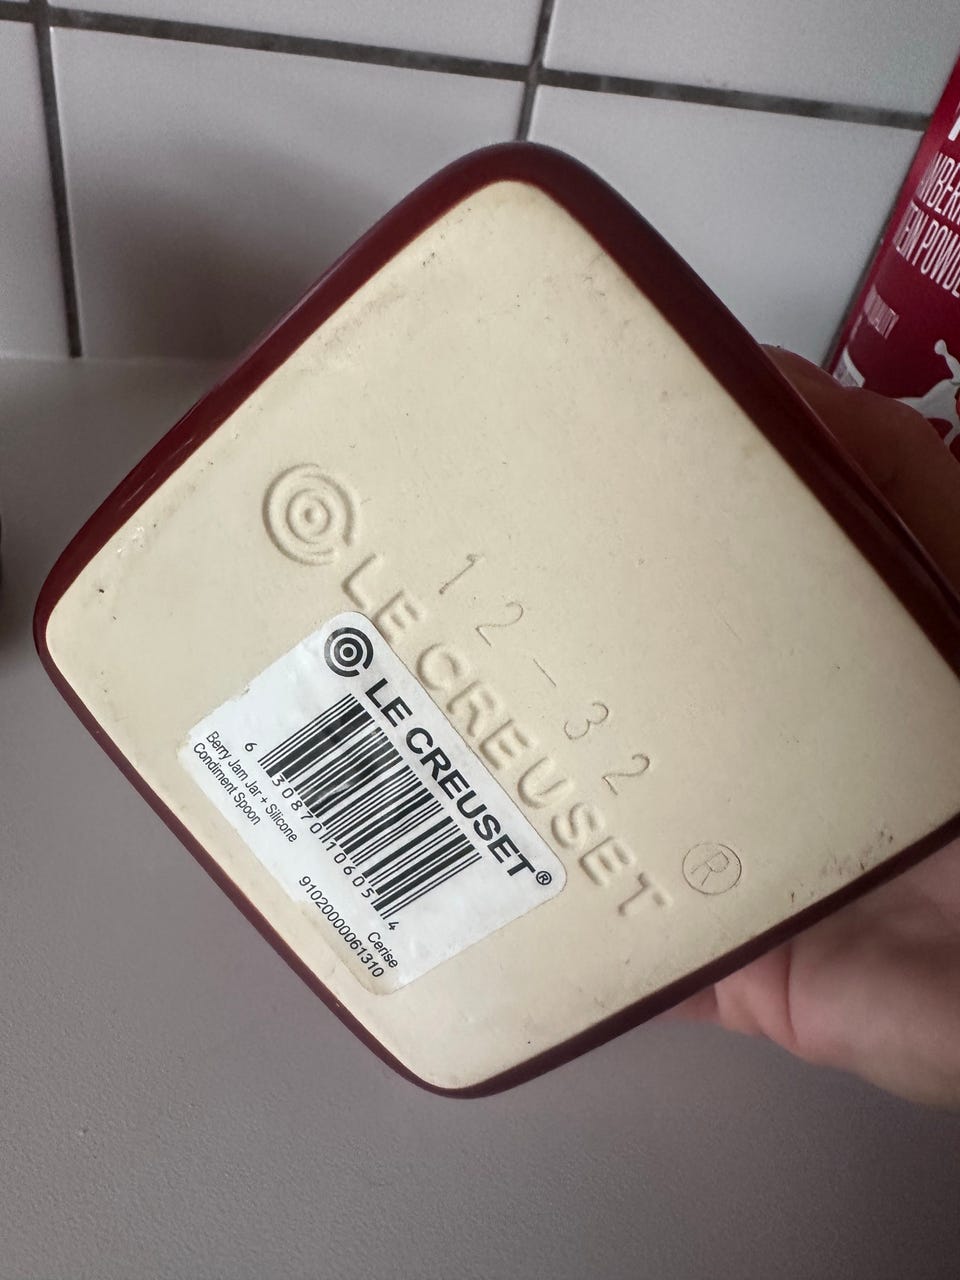 LE CREUSET
12-32
®
LE CREUSET®
6 30870 10605 4
Berry Jam Jar + Silicone
Condiment Spoon
Cerise
91020000061310